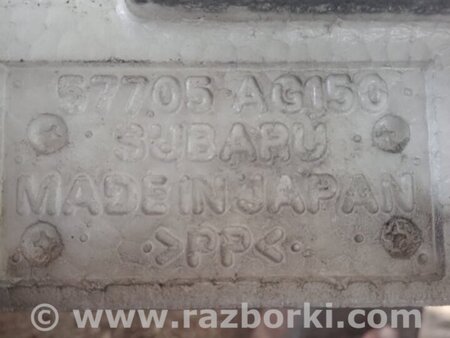 57705 AG150
SUBARU
MADE IN JAPAN
>PP<
© www.razborki.com